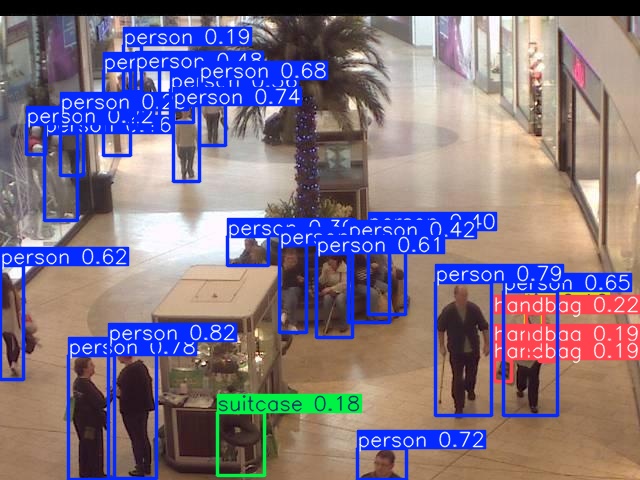 person 0.19
person 0.48
person 0.68
person 0.74
person 0.40
person 0.42
person 0.61
person 0.62
person 0.79
person 0.65
handbag 0.22
handbag 0.19
handbag 0.19
person 0.82
person 0.78
suitcase 0.18
person 0.72